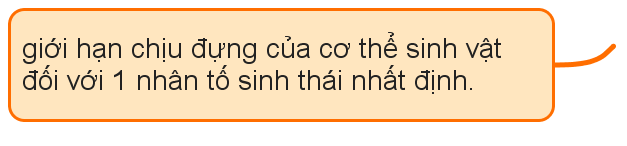 giới hạn chịu đựng của cơ thể sinh vật
đối với 1 nhân tố sinh thái nhất định.